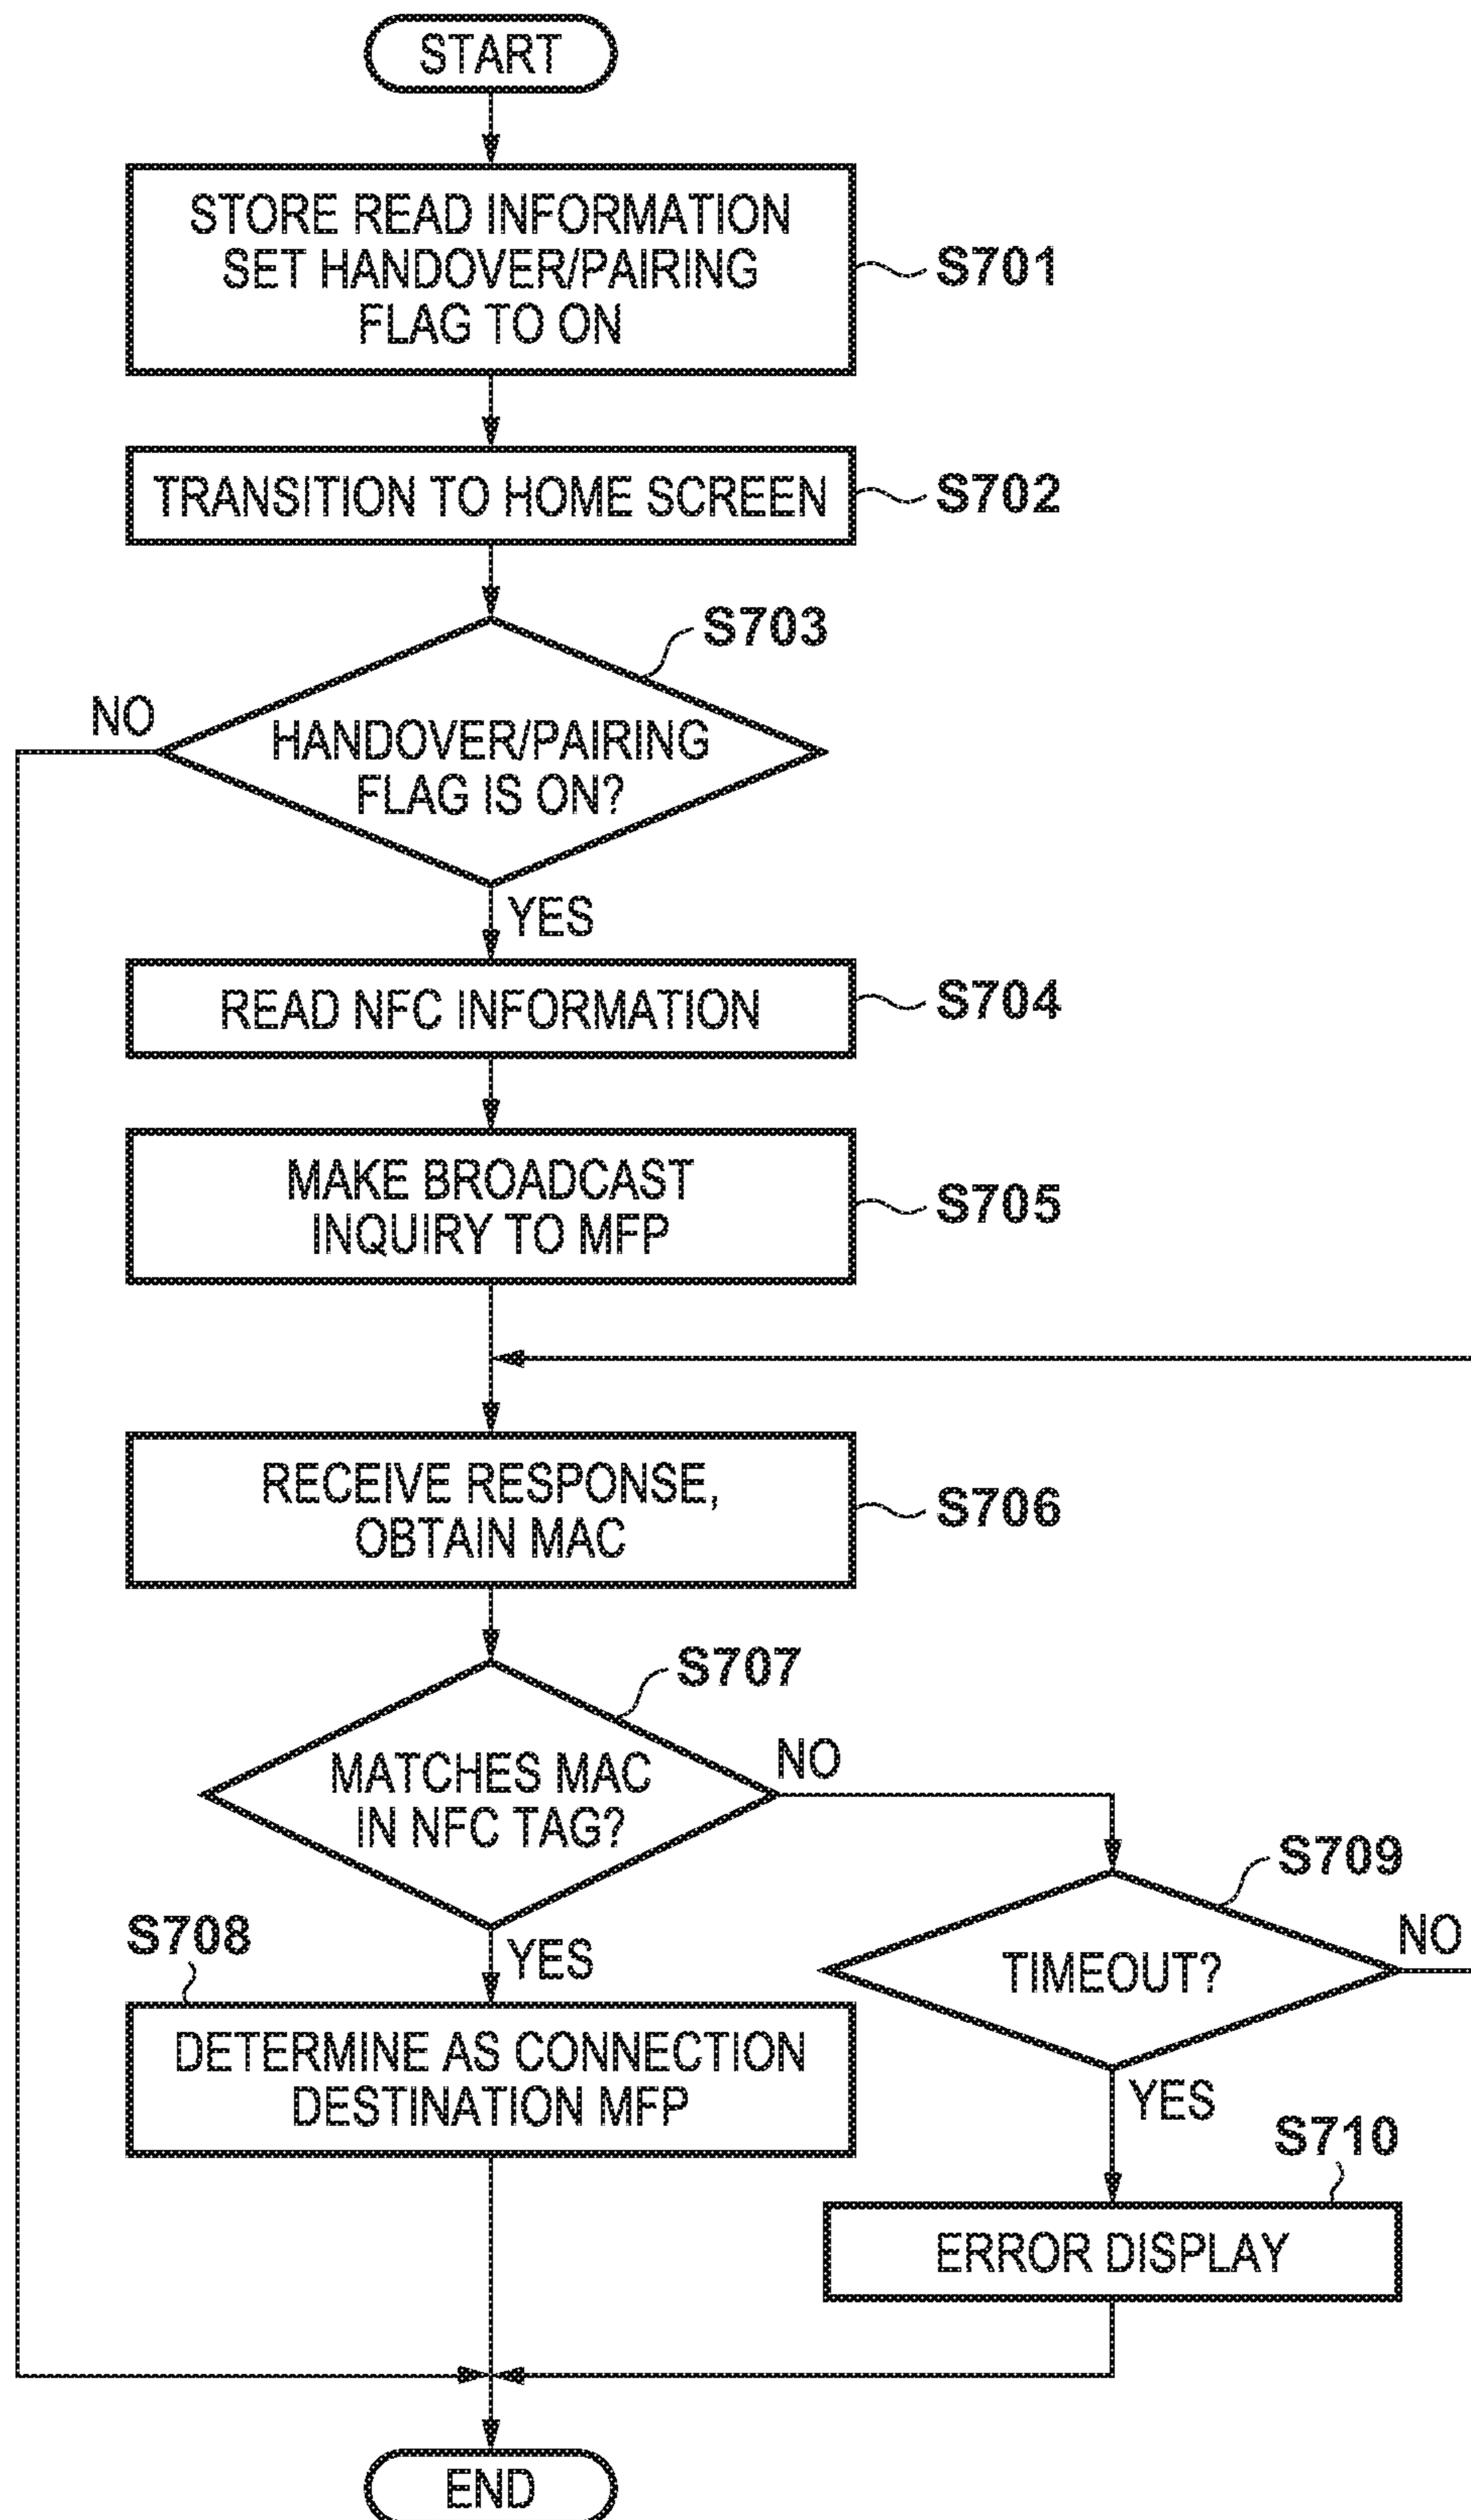 START
STORE READ INFORMATION
SET HANDOVER/PAIRING
FLAG TO ON
S701
TRANSITION TO HOME SCREEN
S702
S703
NO
HANDOVER/PAIRING
FLAG IS ON?
YES
READ NFC INFORMATION
S704
MAKE BROADCAST
INQUIRY TO MFP
S705
RECEIVE RESPONSE,
OBTAIN MAC
S706
S707
MATCHES MAC
IN NFC TAG?
NO
YES
S708
DETERMINE AS CONNECTION
DESTINATION MFP
S709
TIMEOUT?
NO
YES
S710
ERROR DISPLAY
END